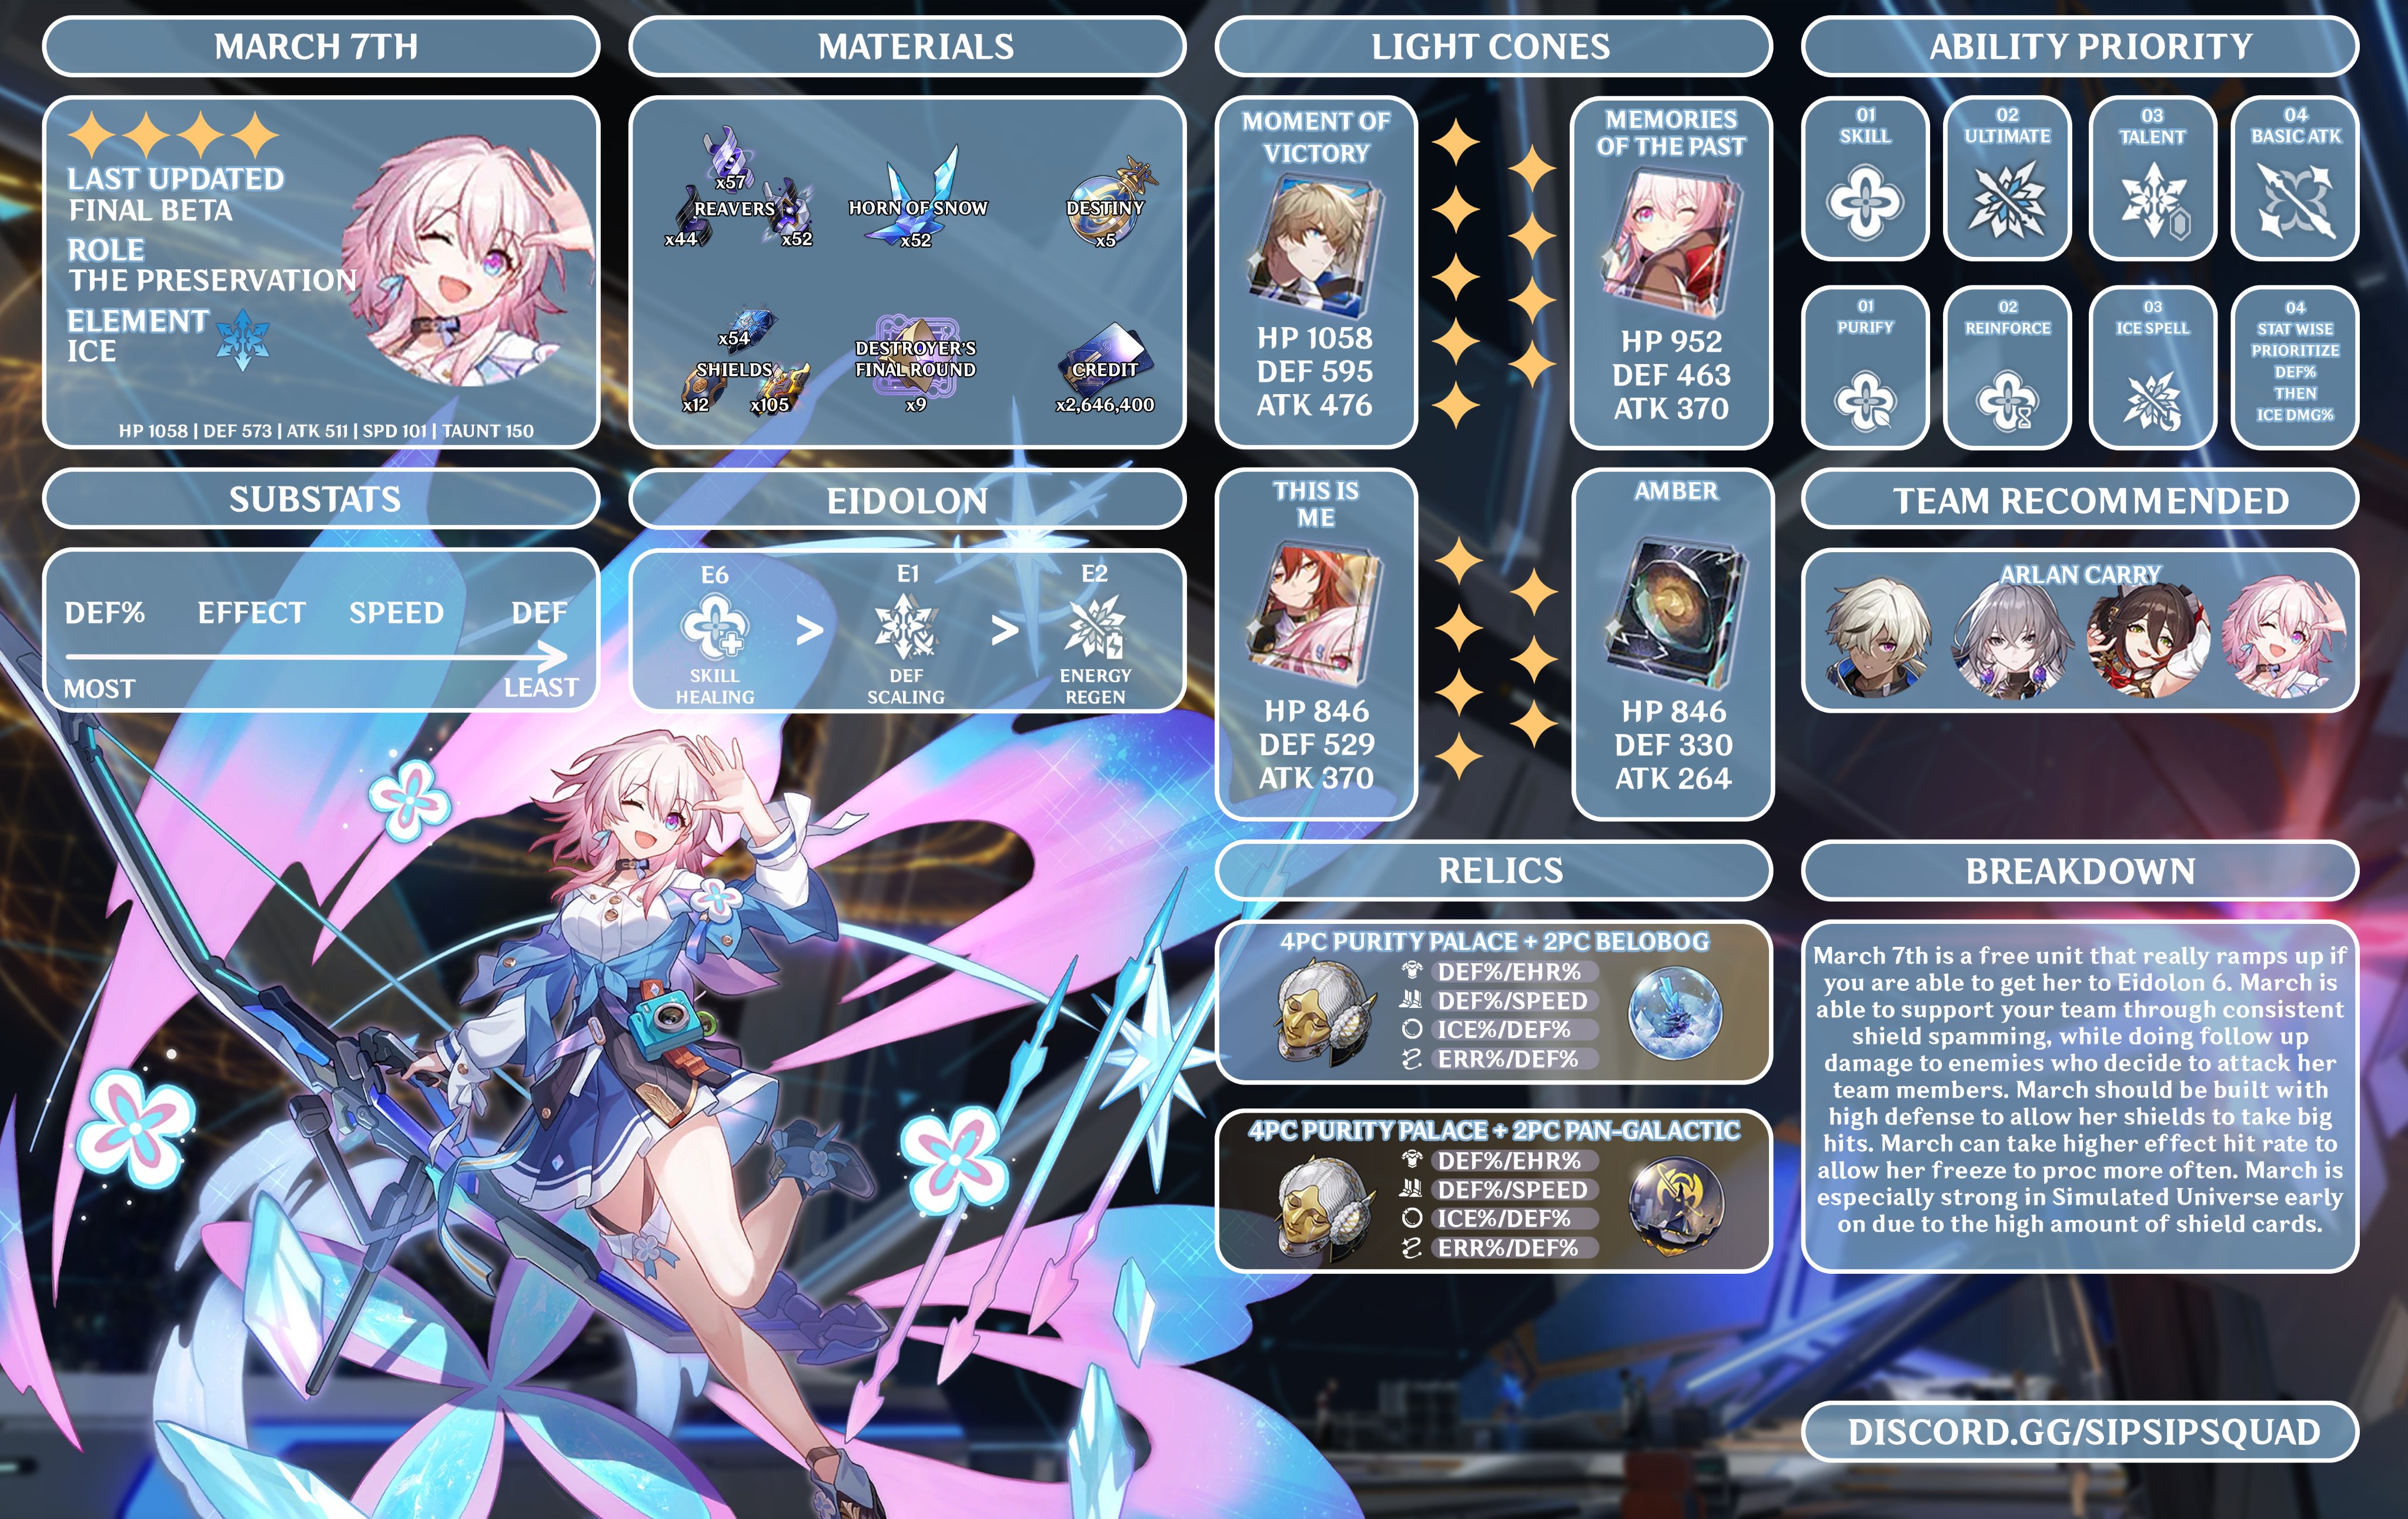 MARCH 7TH
LAST UPDATED
FINAL BETA
ROLE
THE PRESERVATION
ELEMENT
ICE
HP 1058 | DEF 573 | ATK 511 | SPD 101 | TAUNT 150
MATERIALS
x57
REAVERS
x44
x52
HORN OF SNOW
x52
DESTINY
x5
x54
SHIELDS
x12
x105
DESTROYER'S
FINAL ROUND
x9
CREDIT
x2,646,400
LIGHT CONES
MOMENT OF
VICTORY
HP 1058
DEF 595
ATK 476
MEMORIES
OF THE PAST
HP 952
DEF 463
ATK 370
THIS IS
ME
HP 846
DEF 529
ATK 370
AMBER
HP 846
DEF 330
ATK 264
ABILITY PRIORITY
01
SKILL
02
ULTIMATE
03
TALENT
04
BASIC ATK
01
PURIFY
02
REINFORCE
03
ICE SPELL
04
STAT WISE
PRIORITIZE
DEF%
THEN
ICE DMG%
SUBSTATS
DEF% EFFECT SPEED DEF
MOST
LEAST
EIDOLON
E6
SKILL
HEALING
>
E1
DEF
SCALING
>
E2
ENERGY
REGEN
TEAM RECOMMENDED
ARLAN CARRY
RELICS
4PC PURITY PALACE + 2PC BELOBOG
DEF%/EHR%
DEF%/SPEED
ICE%/DEF%
ERR%/DEF%
4PC PURITY PALACE + 2PC PAN-GALACTIC
DEF%/EHR%
DEF%/SPEED
ICE%/DEF%
ERR%/DEF%
BREAKDOWN
March 7th is a free unit that really ramps up if
you are able to get her to Eidolon 6. March is
able to support your team through consistent
shield spamming, while doing follow up
damage to enemies who decide to attack her
team members. March should be built with
high defense to allow her shields to take big
hits. March can take higher effect hit rate to
allow her freeze to proc more often. March is
especially strong in Simulated Universe early
on due to the high amount of shield cards.
DISCORD.GG/SIPSIPSQUAD